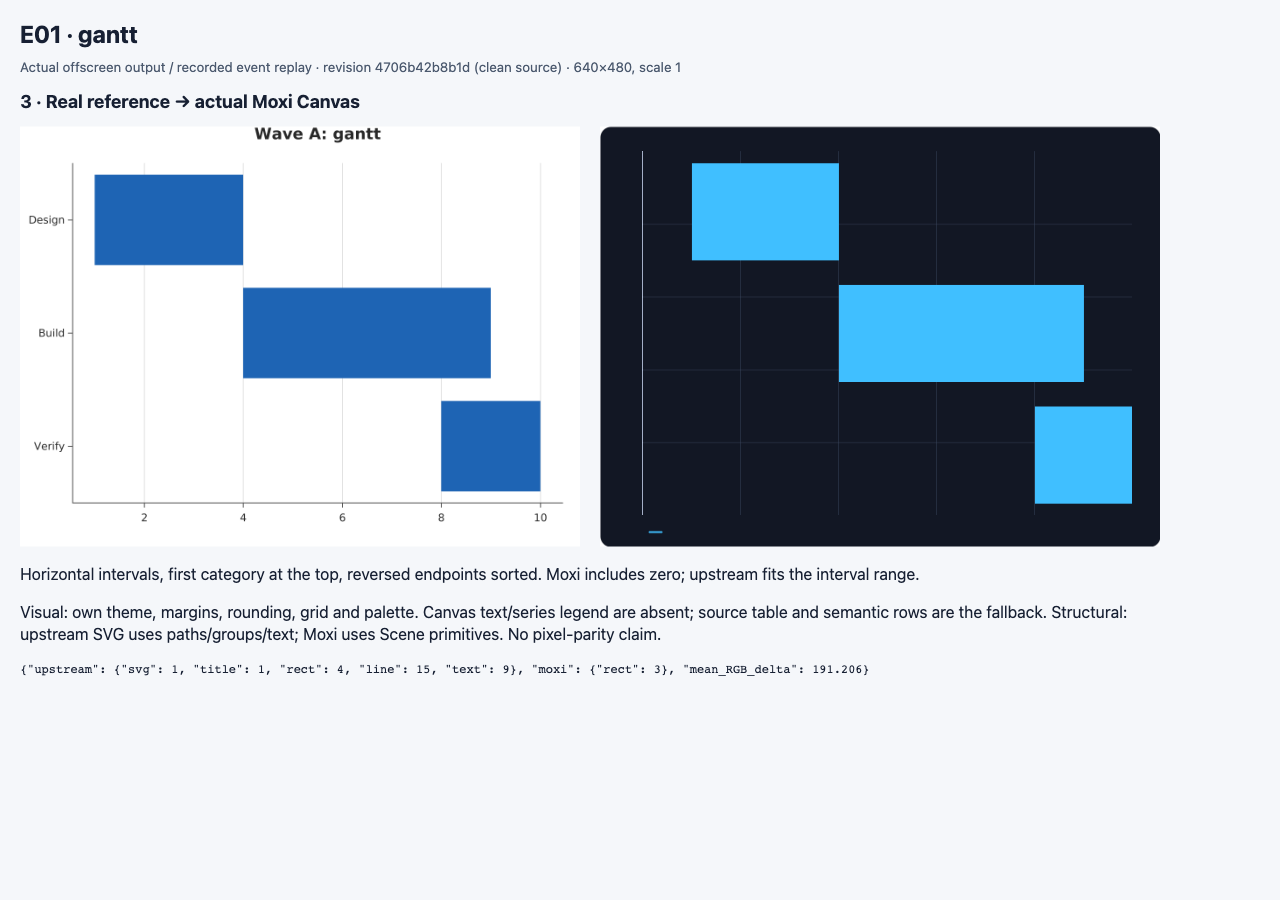 E01 · gantt
Actual offscreen output / recorded event replay · revision 4706b42b8b1d (clean source) · 640×480, scale 1
3 · Real reference → actual Moxi Canvas
Wave A: gantt
Design
Build
Verify
2 4 6 8 10
Horizontal intervals, first category at the top, reversed endpoints sorted. Moxi includes zero; upstream fits the interval range.
Visual: own theme, margins, rounding, grid and palette. Canvas text/series legend are absent; source table and semantic rows are the fallback. Structural:
upstream SVG uses paths/groups/text; Moxi uses Scene primitives. No pixel-parity claim.
{"upstream": {"svg": 1, "title": 1, "rect": 4, "line": 15, "text": 9}, "moxi": {"rect": 3}, "mean_RGB_delta": 191.206}